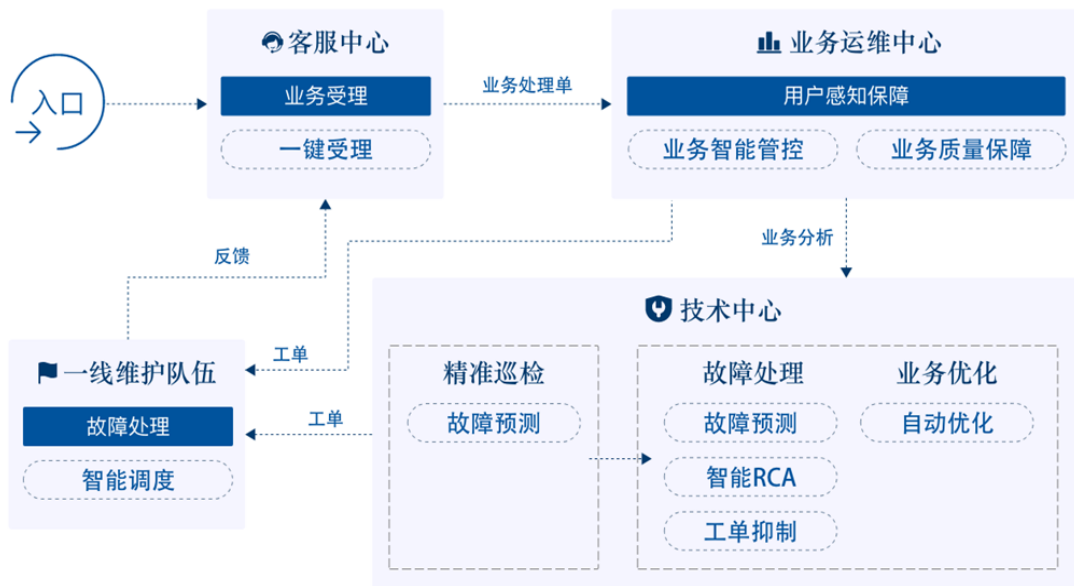 入口
客服中心
业务受理
一键受理
业务处理单
业务运维中心
用户感知保障
业务智能管控
业务质量保障
反馈
业务分析
工单
工单
一线维护队伍
故障处理
智能调度
技术中心
精准巡检
故障预测
故障处理
故障预测
智能RCA
工单抑制
业务优化
自动优化